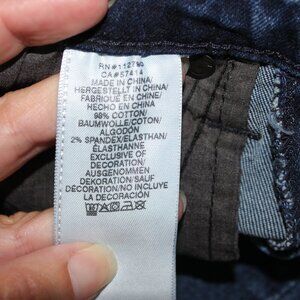 RN#112790
CA#57414
MADE IN CHINA/
HERGESTELLT IN CHINA/
FABRIQUÉ EN CHINE/
HECHO EN CHINA
98% COTTON/
BAUMWOLLE/COTON/
ALGODÓN
2% SPANDEX/ELASTHAN/
ÉLASTHANNE
EXCLUSIVE OF
DECORATION/
AUSGENOMMEN
DEKORATION/SAUF
DÉCORATION/NO INCLUYE
LA DECORACIÓN